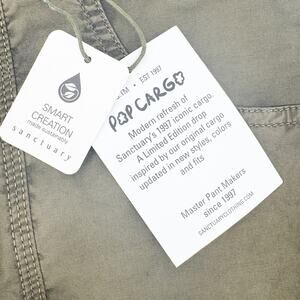 SMART
CREATION
made sustainably
sanctuary
EST 1997
POP CARGO
Modern refresh of
Sanctuary's 1997 iconic cargo.
A Limited Edition drop
inspired by our original cargo
updated in new styles, colors
and fits
Master Pant Makers
since 1997
SANCTUARYCLOTHING.COM